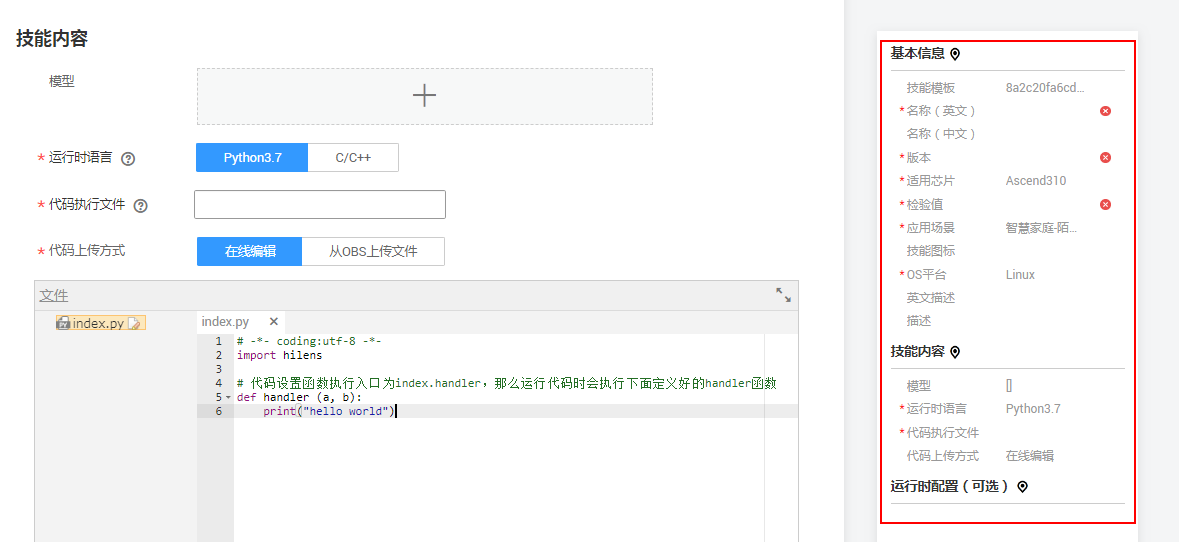 技能内容
模型
* 运行时语言
Python3.7
C/C++
* 代码执行文件
* 代码上传方式
在线编辑
从OBS上传文件
文件
index.py
index.py ×
1 # -*- coding:utf-8 -*-
2 import hilens
3
4 # 代码设置函数执行入口为index.handler，那么运行代码时会执行下面定义好的handler函数
5 def handler (a, b):
6 print("hello world")
基本信息
技能模板 8a2c20fa6cd...
* 名称（英文）
名称（中文）
* 版本
* 适用芯片 Ascend310
* 检验值
* 应用场景 智慧家庭-陌...
技能图标
* OS平台 Linux
英文描述
描述
技能内容
模型 []
* 运行时语言 Python3.7
* 代码执行文件
代码上传方式 在线编辑
运行时配置（可选）